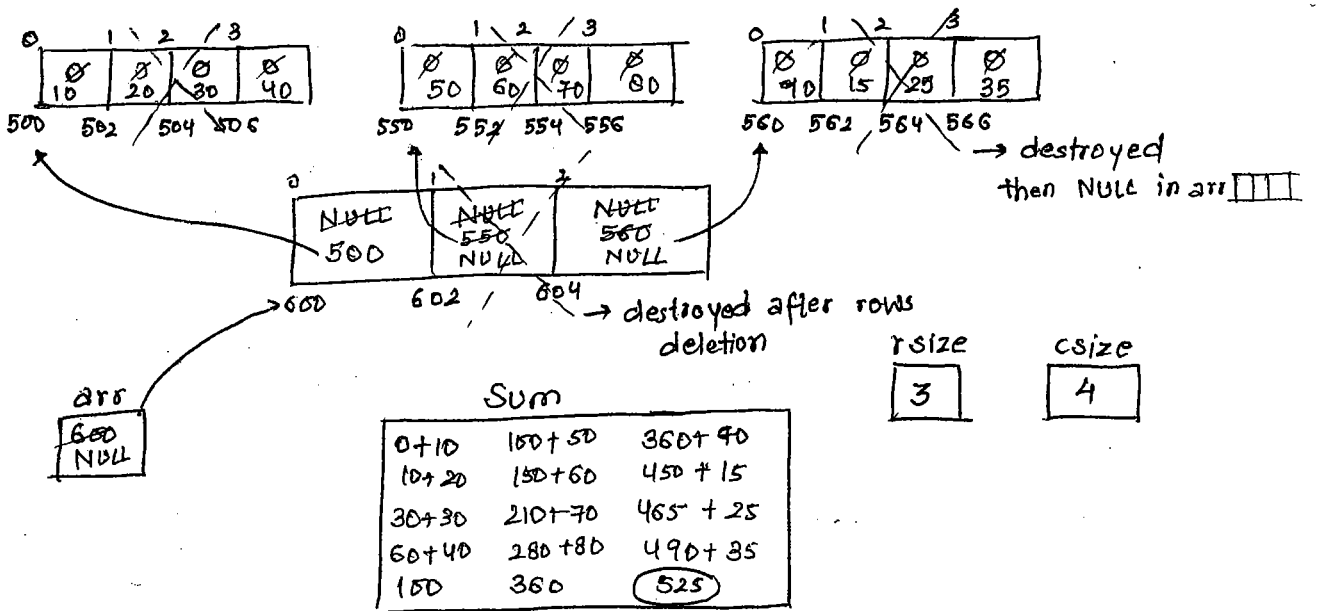 0 1 2 3
Ø Ø Ø Ø
10 20 30 40
500 502 504 506
0 1 2 3
Ø Ø Ø Ø
50 60 70 80
550 552 554 556
0 1 2 3
Ø Ø Ø Ø
90 15 25 35
560 562 564 566
→ destroyed
then NULL in arr
0 1 2
NULL NULL NULL
500 550 560
NULL NULL
600 602 604
→ destroyed after rows
deletion
rsize csize
3 4
arr
600
NULL
Sum
0+10 100+50 360+90
10+20 150+60 450+15
30+30 210+70 465+25
60+40 280+80 490+35
100 360 525